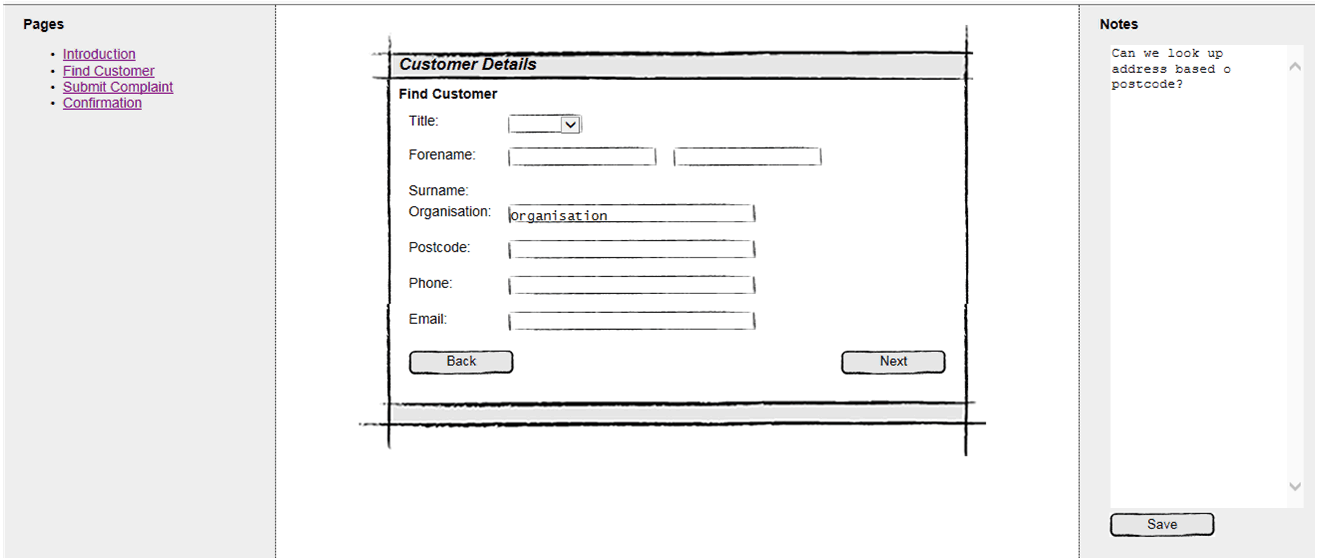 Pages
Introduction
Find Customer
Submit Complaint
Confirmation
Customer Details
Find Customer
Title:
Forename:
Surname:
Organisation: Organisation
Postcode:
Phone:
Email:
Back Next
Notes
Can we look up
address based o
postcode?
Save